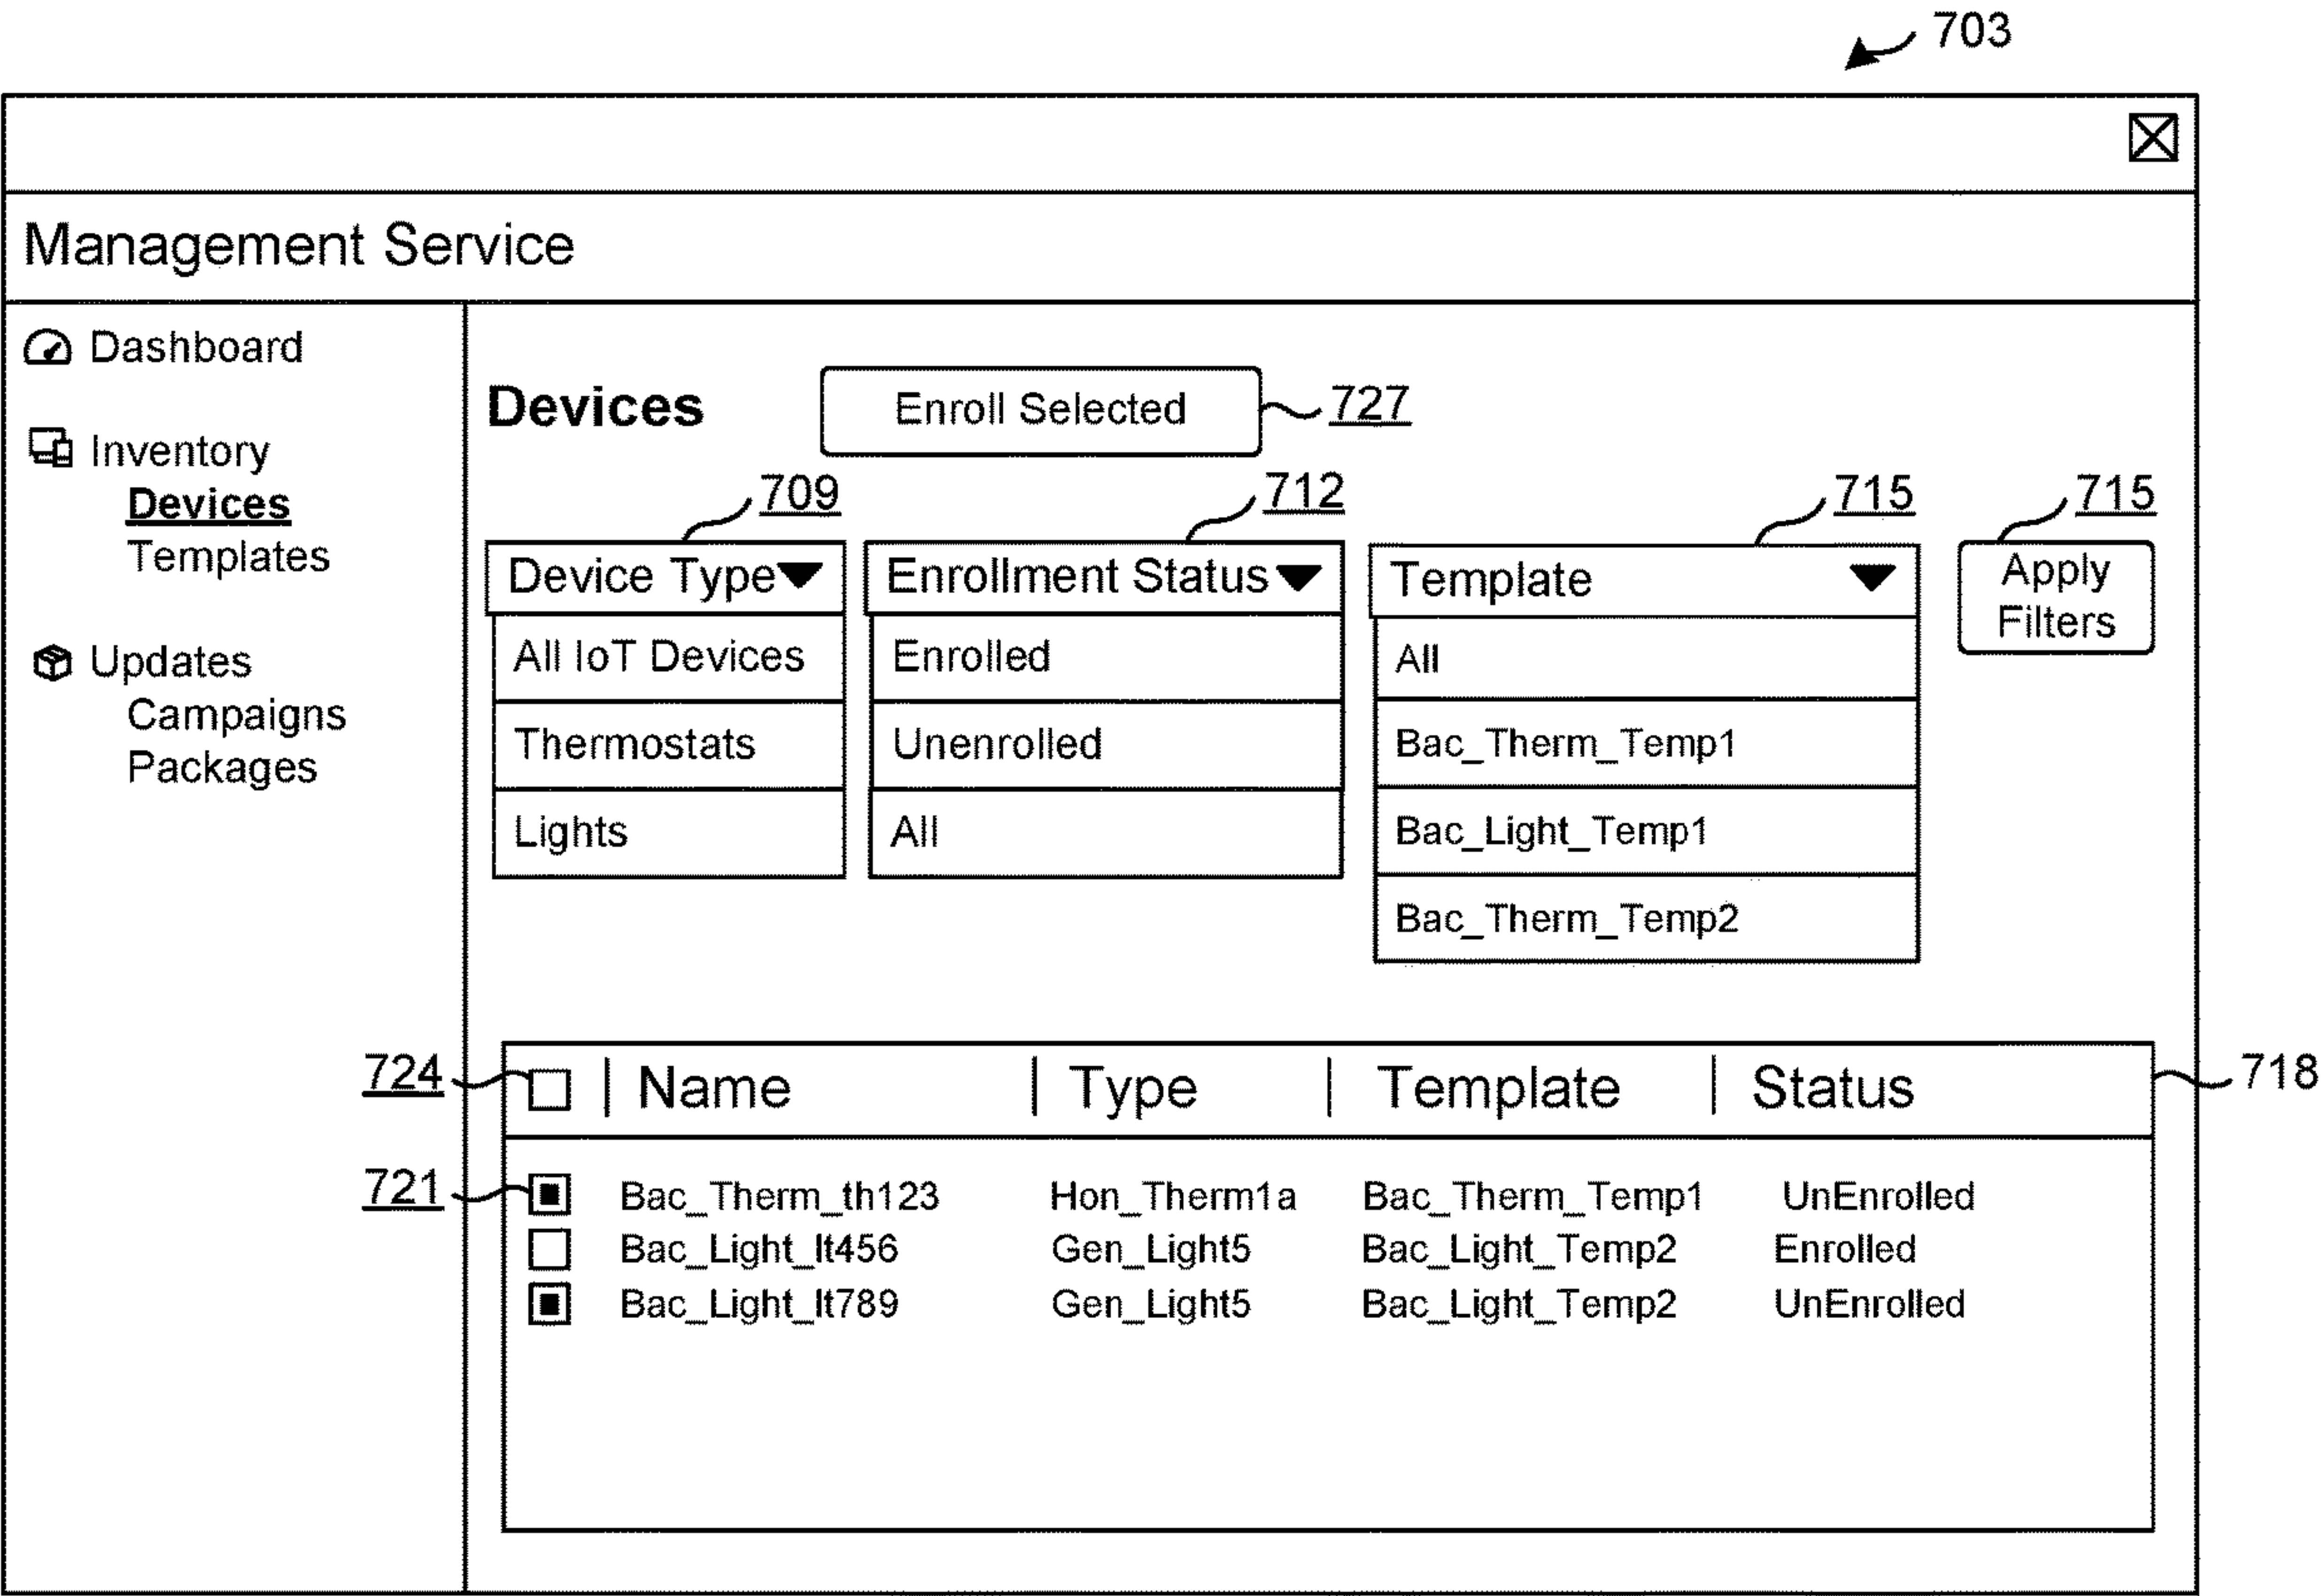 703
Management Service
Dashboard
Inventory
Devices
Templates
Updates
Campaigns
Packages
Devices
Enroll Selected
727
709
712
715
715
Device Type
All IoT Devices
Thermostats
Lights
Enrollment Status
Enrolled
Unenrolled
All
Template
All
Bac_Therm_Temp1
Bac_Light_Temp1
Bac_Therm_Temp2
Apply
Filters
724
Name | Type | Template | Status
718
721
Bac_Therm_th123 Hon_Therm1a Bac_Therm_Temp1 UnEnrolled
Bac_Light_lt456 Gen_Light5 Bac_Light_Temp2 Enrolled
Bac_Light_lt789 Gen_Light5 Bac_Light_Temp2 UnEnrolled